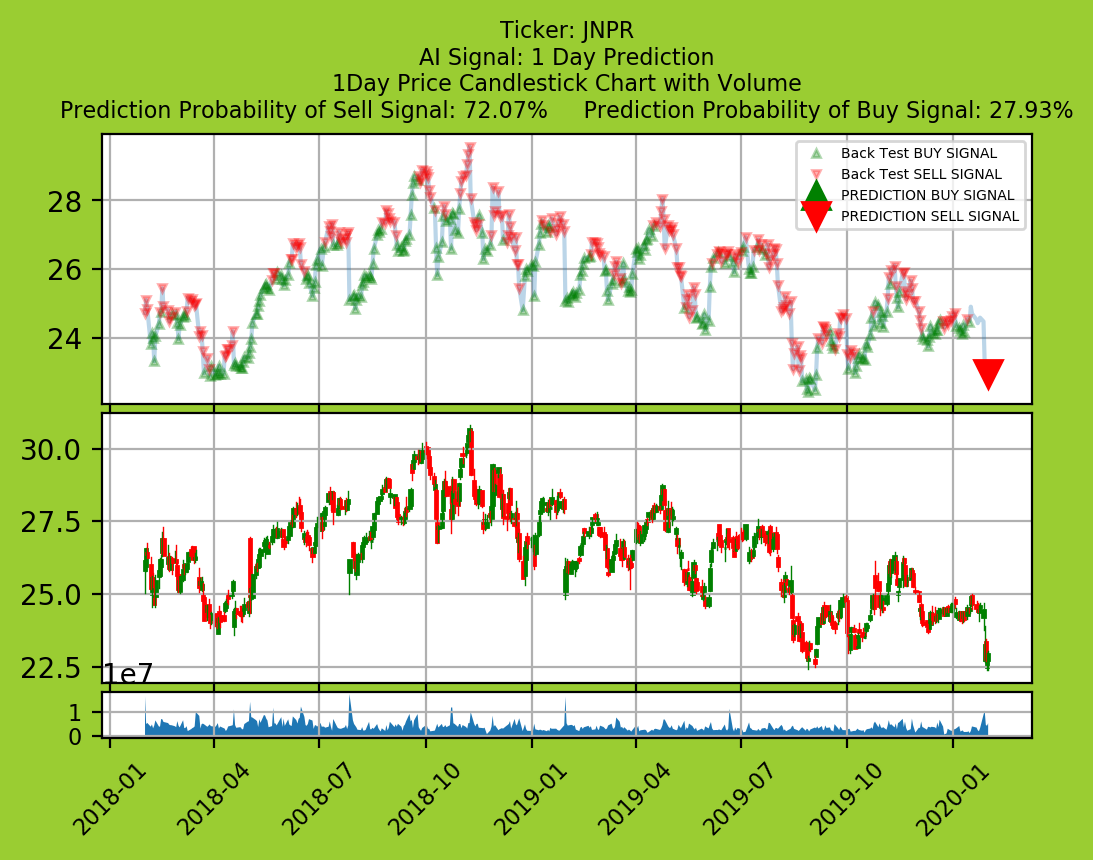 Ticker: JNPR
AI Signal: 1 Day Prediction
1Day Price Candlestick Chart with Volume
Prediction Probability of Sell Signal: 72.07% Prediction Probability of Buy Signal: 27.93%
Back Test BUY SIGNAL
Back Test SELL SIGNAL
PREDICTION BUY SIGNAL
PREDICTION SELL SIGNAL
28
26
24
30.0
27.5
25.0
22.5
1e7
1
0
2018-01
2018-04
2018-07
2018-10
2019-01
2019-04
2019-07
2019-10
2020-01